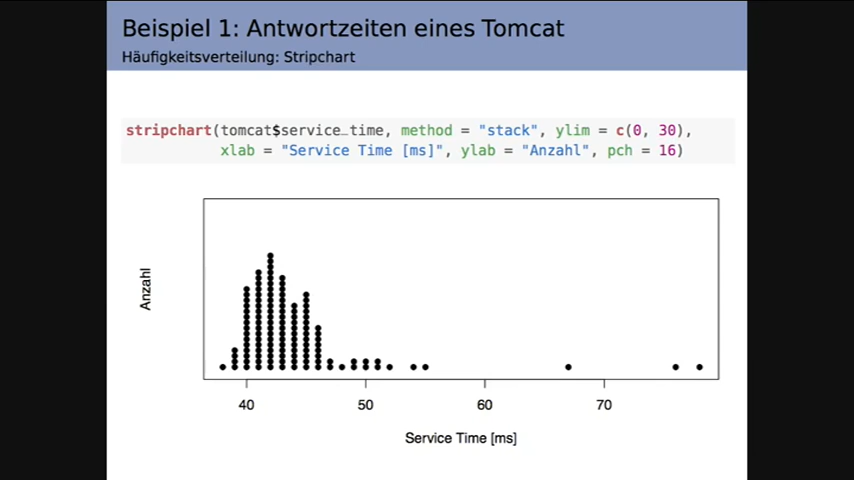 Beispiel 1: Antwortzeiten eines Tomcat
Häufigkeitsverteilung: Stripchart
stripchart(tomcat$service_time, method = "stack", ylim = c(0, 30),
xlab = "Service Time [ms]", ylab = "Anzahl", pch = 16)
Anzahl
40 50 60 70
Service Time [ms]